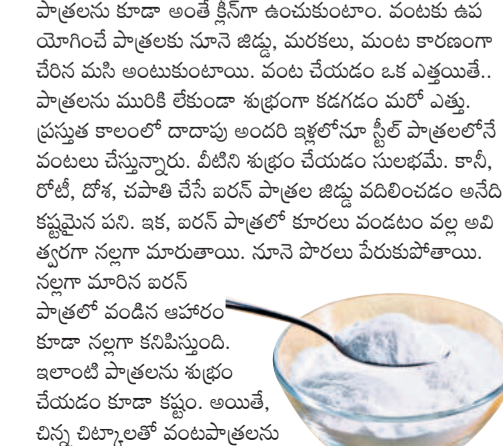 పాత్రలను కూడా అంతే క్లీన్‌గా ఉంచుకుంటాం. వంటకు ఉప
యోగించే పాత్రలకు నూనె జిడ్డు, మరకలు, మంట కారణంగా
చేరిన మసి అంటుకుంటాయి. వంట చేయడం ఒక ఎత్తయితే..
పాత్రలను మురికి లేకుండా శుభ్రంగా కడగడం మరో ఎత్తు.
ప్రస్తుత కాలంలో దాదాపు అందరి ఇళ్లలోనూ స్టీల్ పాత్రలలోనే
వంటలు చేస్తున్నారు. వీటిని శుభ్రం చేయడం సులభమే. కానీ,
రోటీ, దోశ, చపాతి చేసే ఐరన్ పాత్రల జిడ్డు వదిలించడం అనేది
కష్టమైన పని. ఇక, ఐరన్ పాత్రలో కూరలు వండటం వల్ల అవి
త్వరగా నల్లగా మారుతాయి. నూనె పొరలు పేరుకుపోతాయి.
నల్లగా మారిన ఐరన్
పాత్రలో వండిన ఆహారం
కూడా నల్లగా కనిపిస్తుంది.
ఇలాంటి పాత్రలను శుభ్రం
చేయడం కూడా కష్టం. అయితే,
చిన్న చిట్కాలతో వంటపాత్రలను